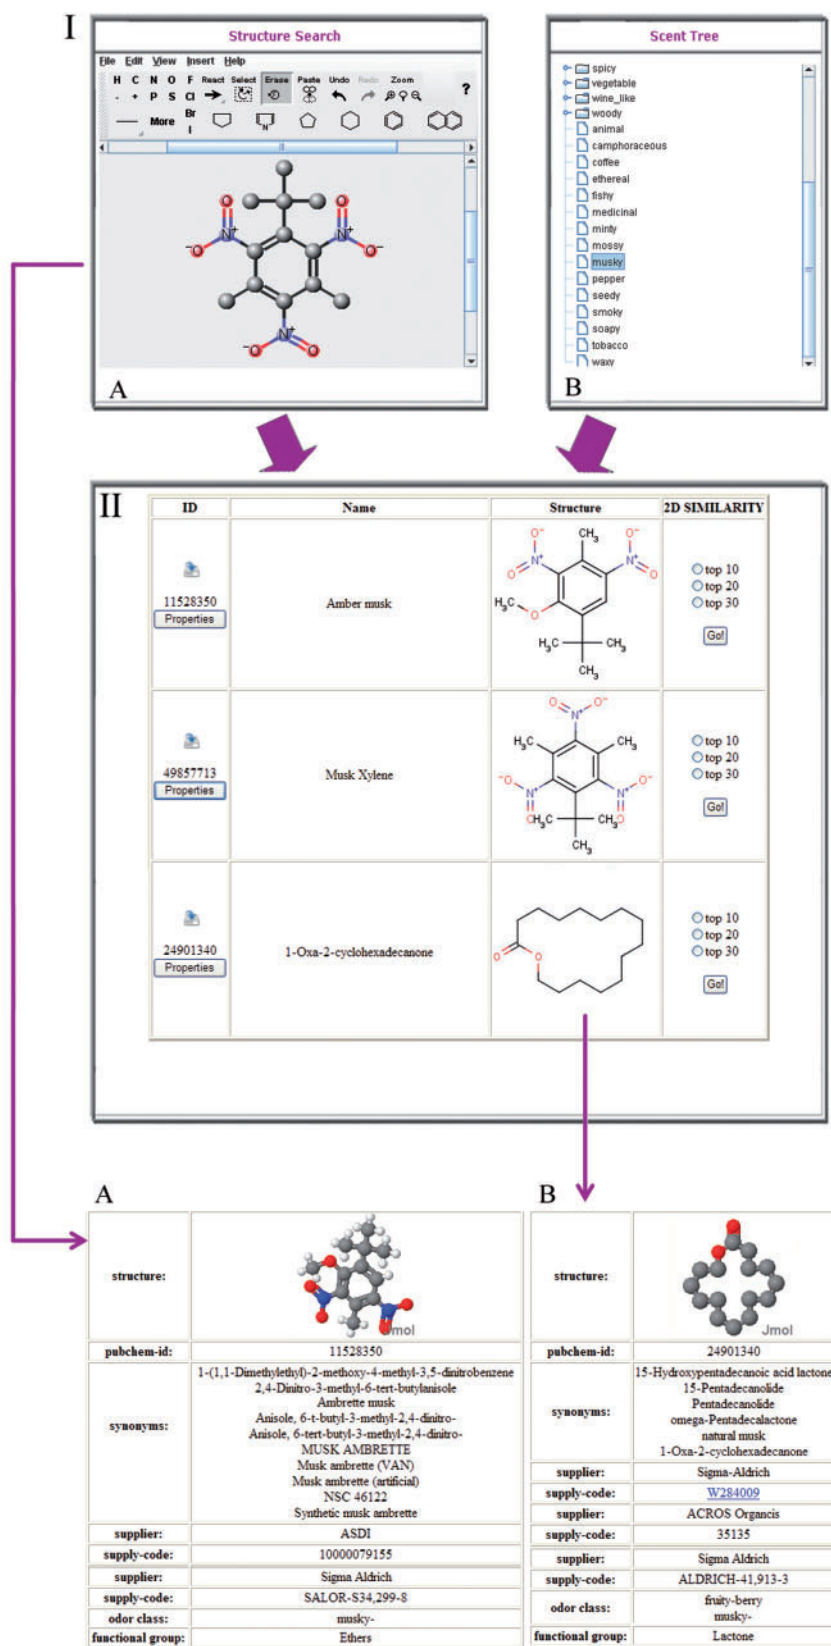 I
Structure Search
File Edit View Insert Help
H C N O F React Select Erase Paste Undo Redo Zoom
- + P S Cl ?
More Br
I
N
O O
N+ N+
-O O-
N+
-O O
A
Scent Tree
spicy
vegetable
wine_like
woody
animal
camphoraceous
coffee
ethereal
fishy
medicinal
minty
mossy
musky
pepper
seedy
smoky
soapy
tobacco
waxy
B
II
ID Name Structure 2D SIMILARITY
11528350
Properties
Amber musk
O- CH3 O-
N+ N+
O O
H3C O
H3C CH3
CH3
top 10
top 20
top 30
Go!
49857713
Properties
Musk Xylene
O N+ O-
H3C CH3
O- N+ N+ O-
O O
H3C CH3
CH3
top 10
top 20
top 30
Go!
24901340
Properties
1-Oxa-2-cyclohexadecanone
O O
top 10
top 20
top 30
Go!
A
structure:
Jmol
pubchem-id: 11528350
synonyms:
1-(1,1-Dimethylethyl)-2-methoxy-4-methyl-3,5-dinitrobenzene
2,4-Dinitro-3-methyl-6-tert-butylanisole
Ambrette musk
Anisole, 6-t-butyl-3-methyl-2,4-dinitro-
Anisole, 6-tert-butyl-3-methyl-2,4-dinitro-
MUSK AMBRETTE
Musk ambrette (VAN)
Musk ambrette (artificial)
NSC 46122
Synthetic musk ambrette
supplier: ASDI
supply-code: 10000079155
supplier: Sigma Aldrich
supply-code: SALOR-S34,299-8
odor class: musky-
functional group: Ethers
B
structure:
Jmol
pubchem-id: 24901340
synonyms:
15-Hydroxypentadecanoic acid lactone
15-Pentadecanolide
Pentadecanolide
omega-Pentadecalactone
natural musk
1-Oxa-2-cyclohexadecanone
supplier: Sigma-Aldrich
supply-code: W284009
supplier: ACROS Organcis
supply-code: 35135
supplier: Sigma Aldrich
supply-code: ALDRICH-41,913-3
odor class:
fruity-berry
musky-
functional group: Lactone